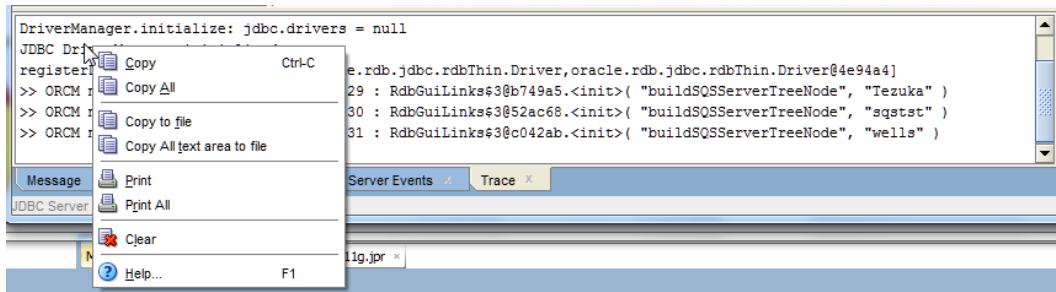 DriverManager.initialize: jdbc.drivers = null
JDBC
register e.rdb.jdbc.rdbThin.Driver,oracle.rdb.jdbc.rdbThin.Driver@4e94a4]
>> ORCM 29 : RdbGuiLinks$3@b749a5.<init>( "buildSQSServerTreeNode", "Tezuka" )
>> ORCM 30 : RdbGuiLinks$3@52ac68.<init>( "buildSQSServerTreeNode", "sqstst" )
>> ORCM 31 : RdbGuiLinks$3@c042ab.<init>( "buildSQSServerTreeNode", "wells" )
Copy Ctrl-C
Copy All
Copy to file
Copy All text area to file
Print
Print All
Clear
Help... F1
Message Server Events x Trace x
JDBC Server
11g.jpr x